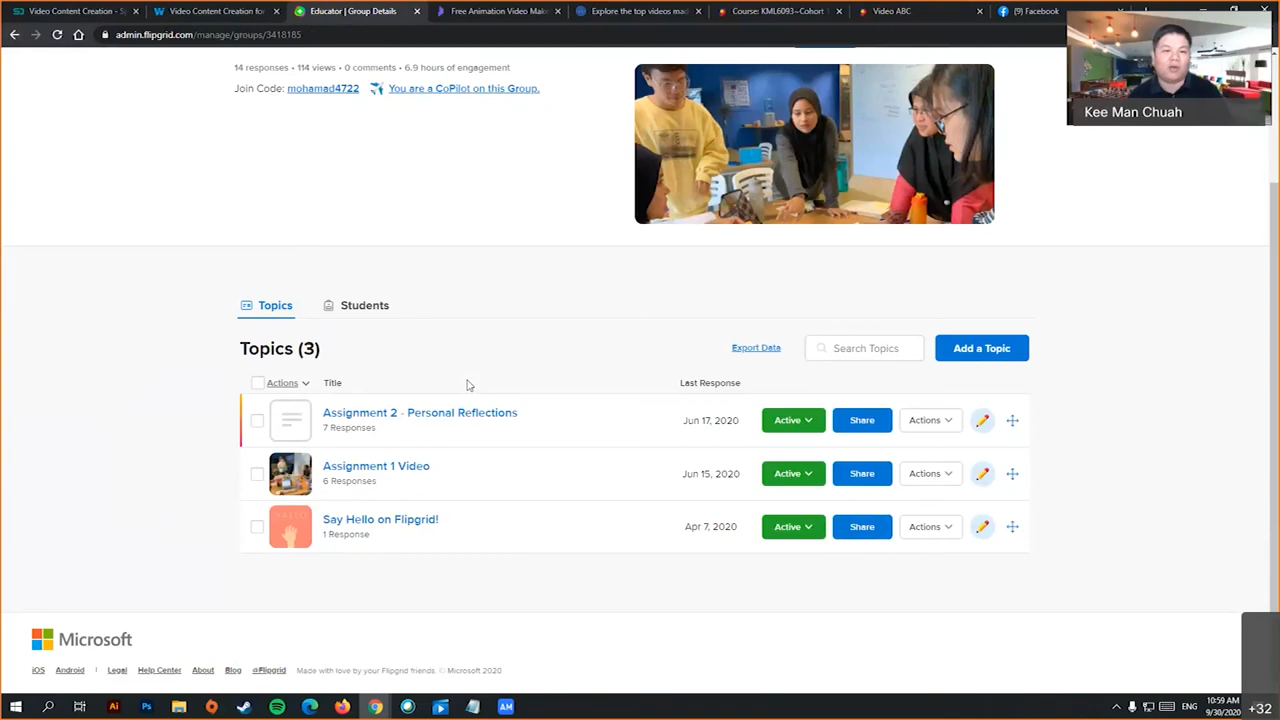 Video Content Creation - S
Video Content Creation for
Educator | Group Details
Free Animation Video Make
Explore the top videos mad
Course: KML6093-Cohort 1
Video ABC
(9) Facebook
admin.flipgrid.com/manage/groups/3418185
14 responses • 114 views • 0 comments • 6.9 hours of engagement
Join Code: mohamad4722 You are a CoPilot on this Group.
Kee Man Chuah
Topics Students
Topics (3) Export Data Search Topics Add a Topic
Actions Title Last Response
Assignment 2 - Personal Reflections
7 Responses
Jun 17, 2020 Active Share Actions
Assignment 1 Video
6 Responses
Jun 15, 2020 Active Share Actions
Say Hello on Flipgrid!
1 Response
Apr 7, 2020 Active Share Actions
Microsoft
iOS Android | Legal Help Center About Blog @Flipgrid Made with love by your Flipgrid friends. © Microsoft 2020
Ai Ps AM
ENG
10:59 AM
9/30/2020
+32